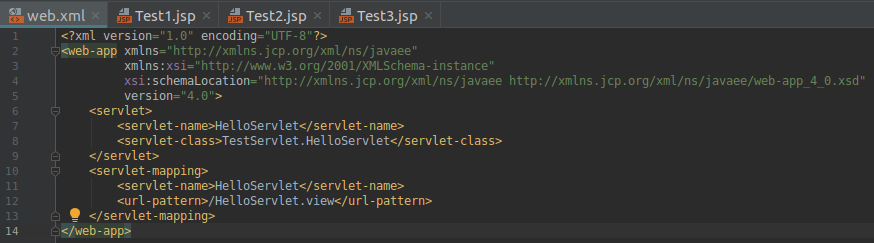 web.xml Test1.jsp Test2.jsp Test3.jsp
1 <?xml version="1.0" encoding="UTF-8"?>
2 <web-app xmlns="http://xmlns.jcp.org/xml/ns/javaee"
3 xmlns:xsi="http://www.w3.org/2001/XMLSchema-instance"
4 xsi:schemaLocation="http://xmlns.jcp.org/xml/ns/javaee http://xmlns.jcp.org/xml/ns/javaee/web-app_4_0.xsd"
5 version="4.0">
6 <servlet>
7 <servlet-name>HelloServlet</servlet-name>
8 <servlet-class>TestServlet.HelloServlet</servlet-class>
9 </servlet>
10 <servlet-mapping>
11 <servlet-name>HelloServlet</servlet-name>
12 <url-pattern>/HelloServlet.view</url-pattern>
13 </servlet-mapping>
14 </web-app>